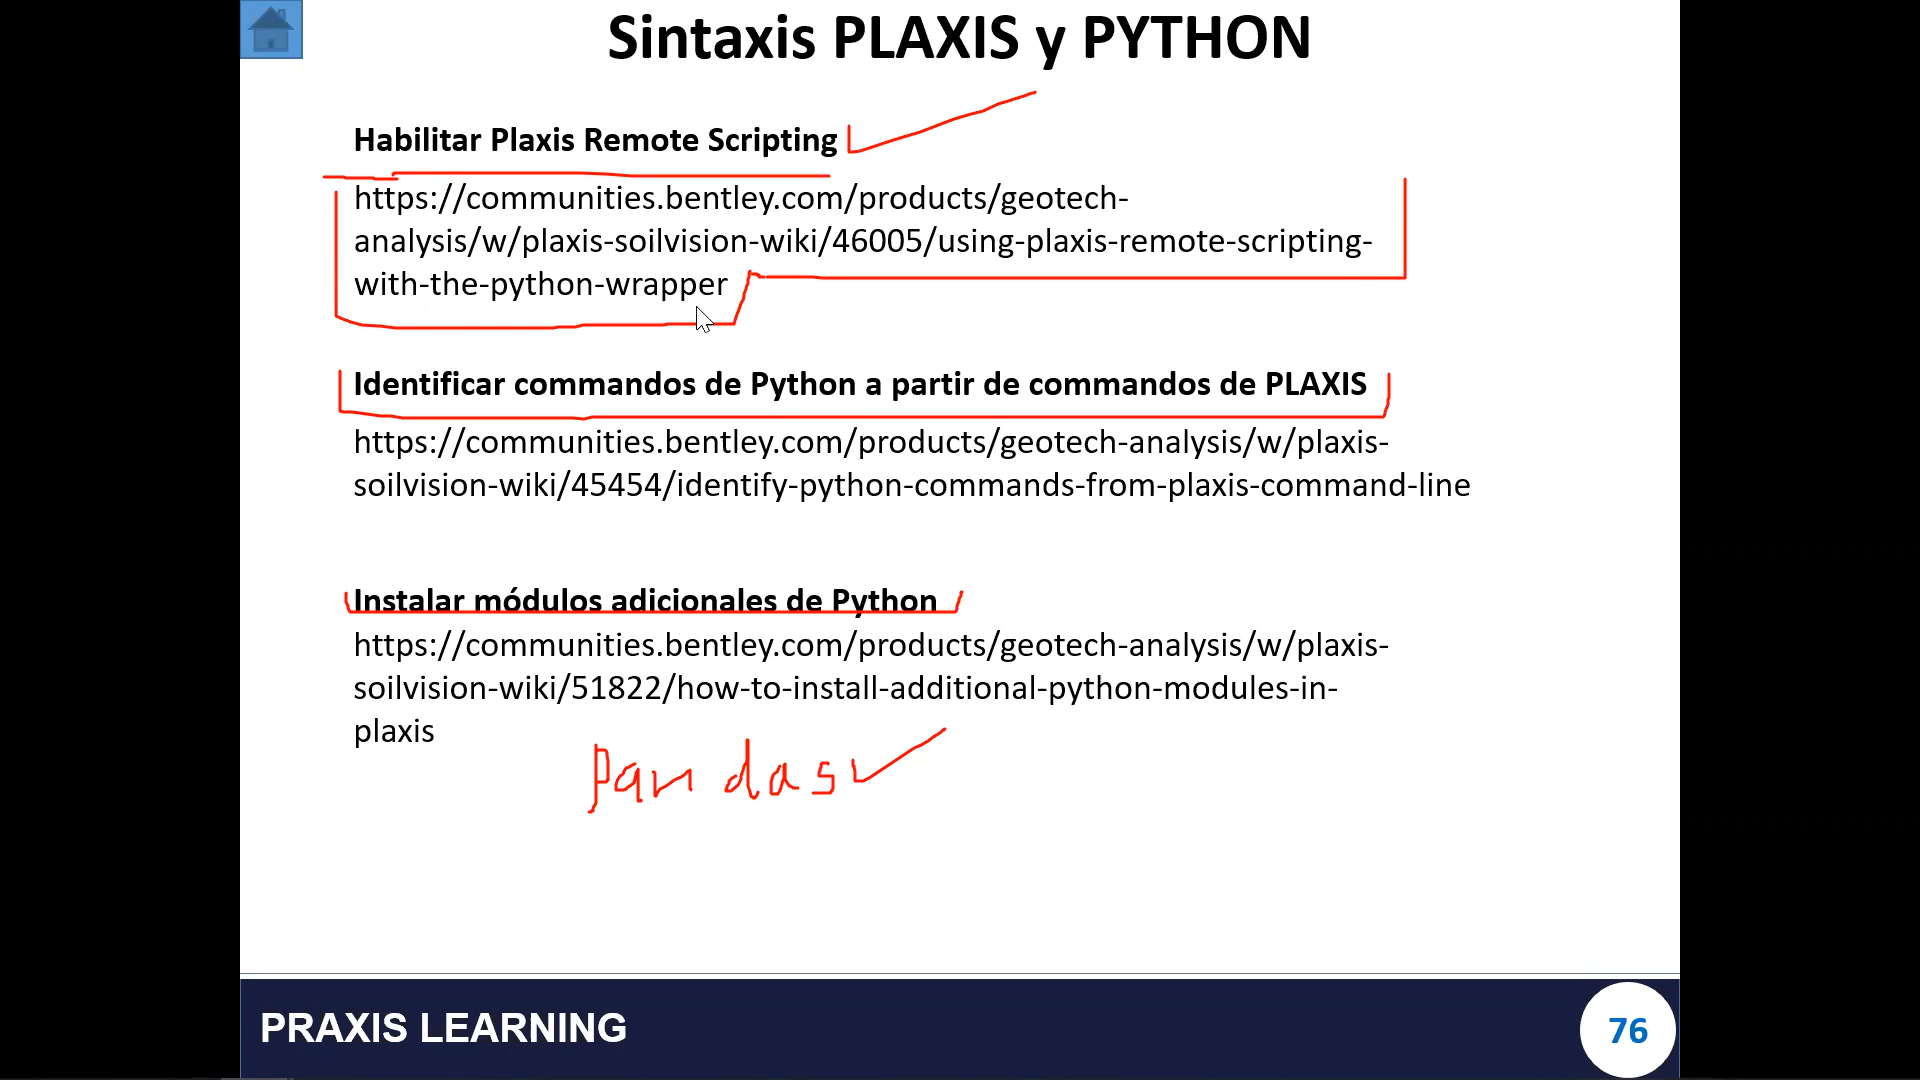 Sintaxis PLAXIS y PYTHON
Habilitar Plaxis Remote Scripting
https://communities.bentley.com/products/geotech-
analysis/w/plaxis-soilvision-wiki/46005/using-plaxis-remote-scripting-
with-the-python-wrapper
Identificar commandos de Python a partir de commandos de PLAXIS
https://communities.bentley.com/products/geotech-analysis/w/plaxis-
soilvision-wiki/45454/identify-python-commands-from-plaxis-command-line
Instalar módulos adicionales de Python
https://communities.bentley.com/products/geotech-analysis/w/plaxis-
soilvision-wiki/51822/how-to-install-additional-python-modules-in-
plaxis
Pandas
PRAXIS LEARNING
76